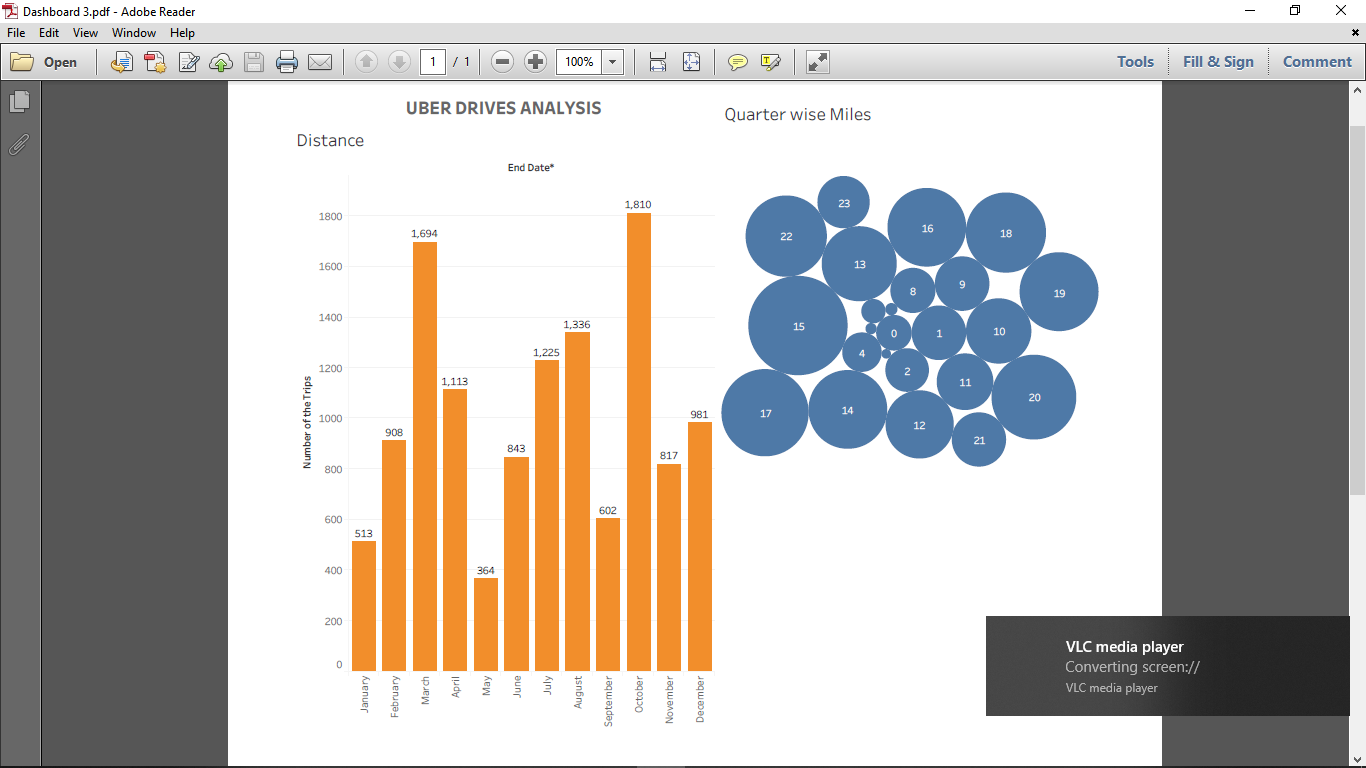 Dashboard 3.pdf - Adobe Reader
File Edit View Window Help
Open
1 / 1
100%
Tools
Fill & Sign
Comment
UBER DRIVES ANALYSIS
Distance
End Date*
Number of the Trips
1800
1600
1400
1200
1000
800
600
400
200
0
513
908
1,694
1,113
364
843
1,225
1,336
602
1,810
817
981
January
February
March
April
May
June
July
August
September
October
November
December
Quarter wise Miles
23
22
16
18
13
8
9
19
15
0
1
10
4
2
11
20
17
14
12
21
VLC media player
Converting screen://
VLC media player